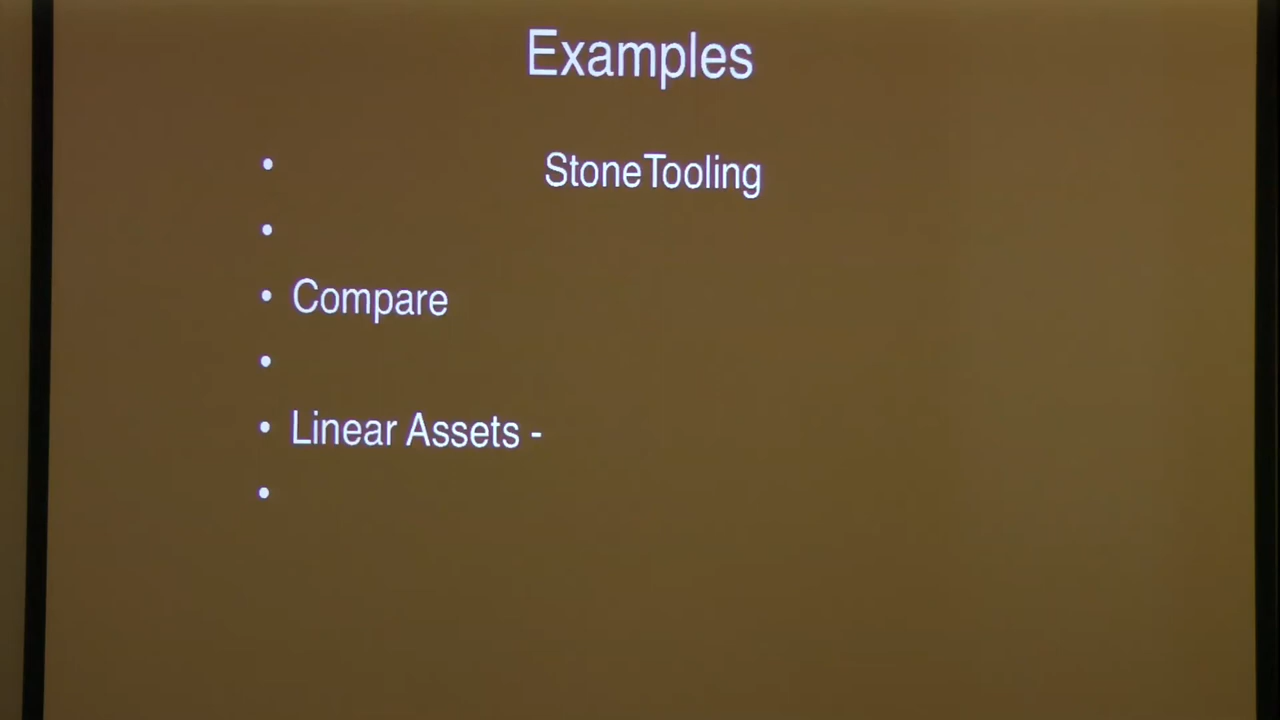 Examples
• StoneTooling
•
• Compare
•
• Linear Assets -
•